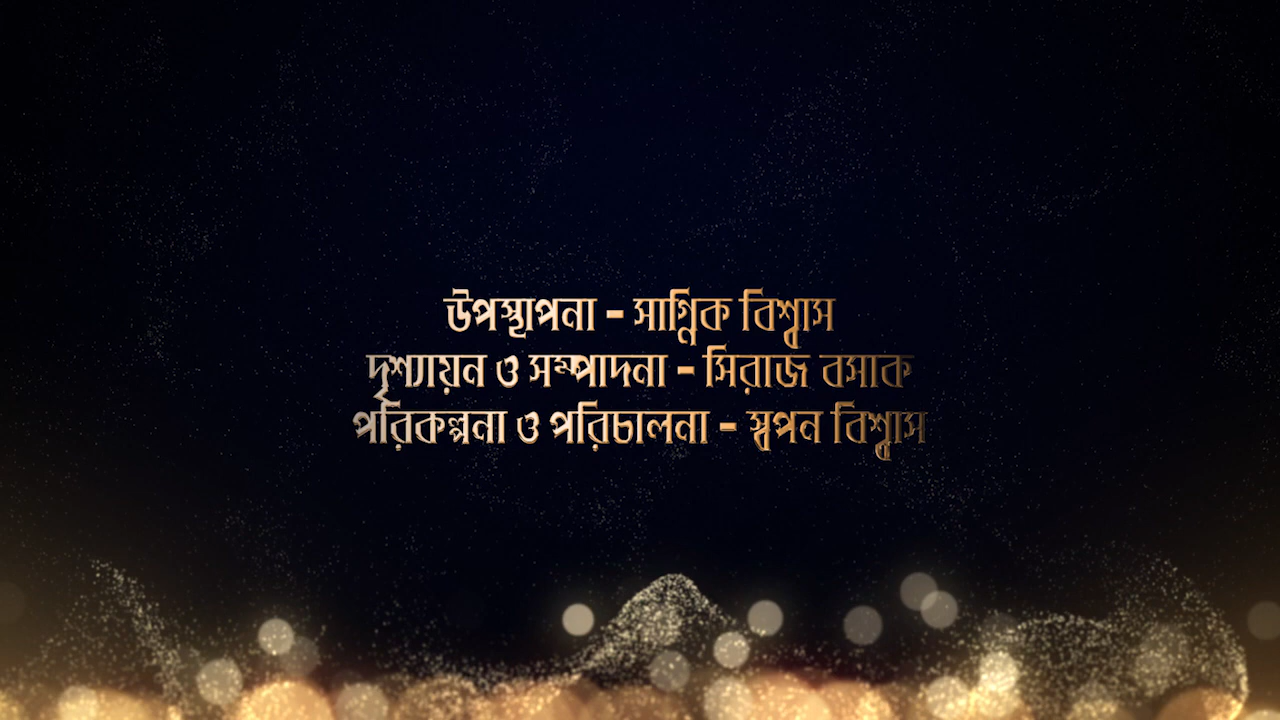 উপস্থাপনা - সাগ্নিক বিশ্বাস
দৃশ্যায়ন ও সম্পাদনা - সিরাজ বসাক
পরিকল্পনা ও পরিচালনা - স্বপন বিশ্বাস